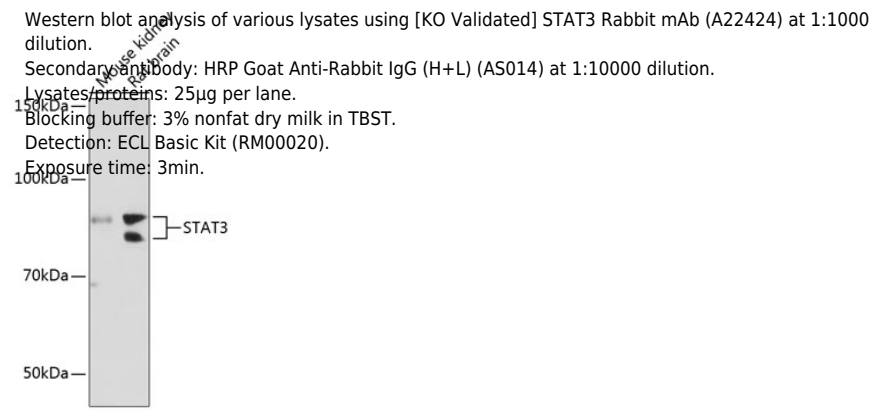 Western blot analysis of various lysates using [KO Validated] STAT3 Rabbit mAb (A22424) at 1:1000
dilution.
Secondary antibody: HRP Goat Anti-Rabbit IgG (H+L) (AS014) at 1:10000 dilution.
Lysates/proteins: 25μg per lane.
Blocking buffer: 3% nonfat dry milk in TBST.
Detection: ECL Basic Kit (RM00020).
Exposure time: 3min.
Mouse kidney
Rat brain
150kDa
100kDa
STAT3
70kDa
50kDa